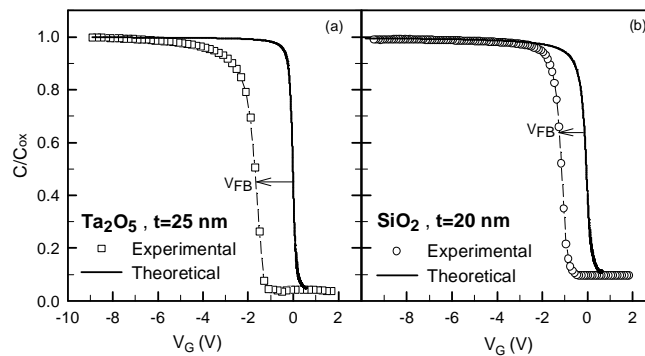 (a)
(b)
C/Cox
1.0
0.8
0.6
0.4
0.2
0.0
VFB
Ta2O5 , t=25 nm
Experimental
Theoretical
VFB
SiO2 , t=20 nm
Experimental
Theoretical
-10 -8 -6 -4 -2 0 2 -8 -6 -4 -2 0 2
VG (V) VG (V)